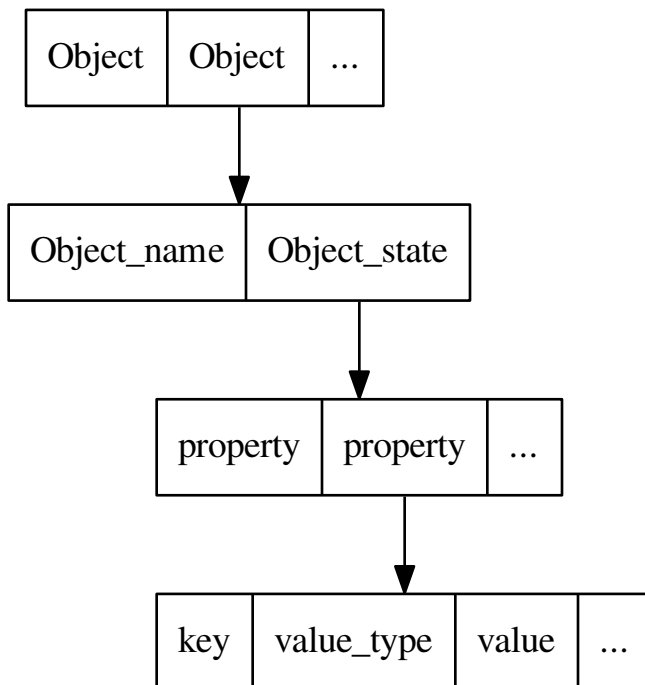 Object Object ...
Object_name Object_state
property property ...
key value_type value ...